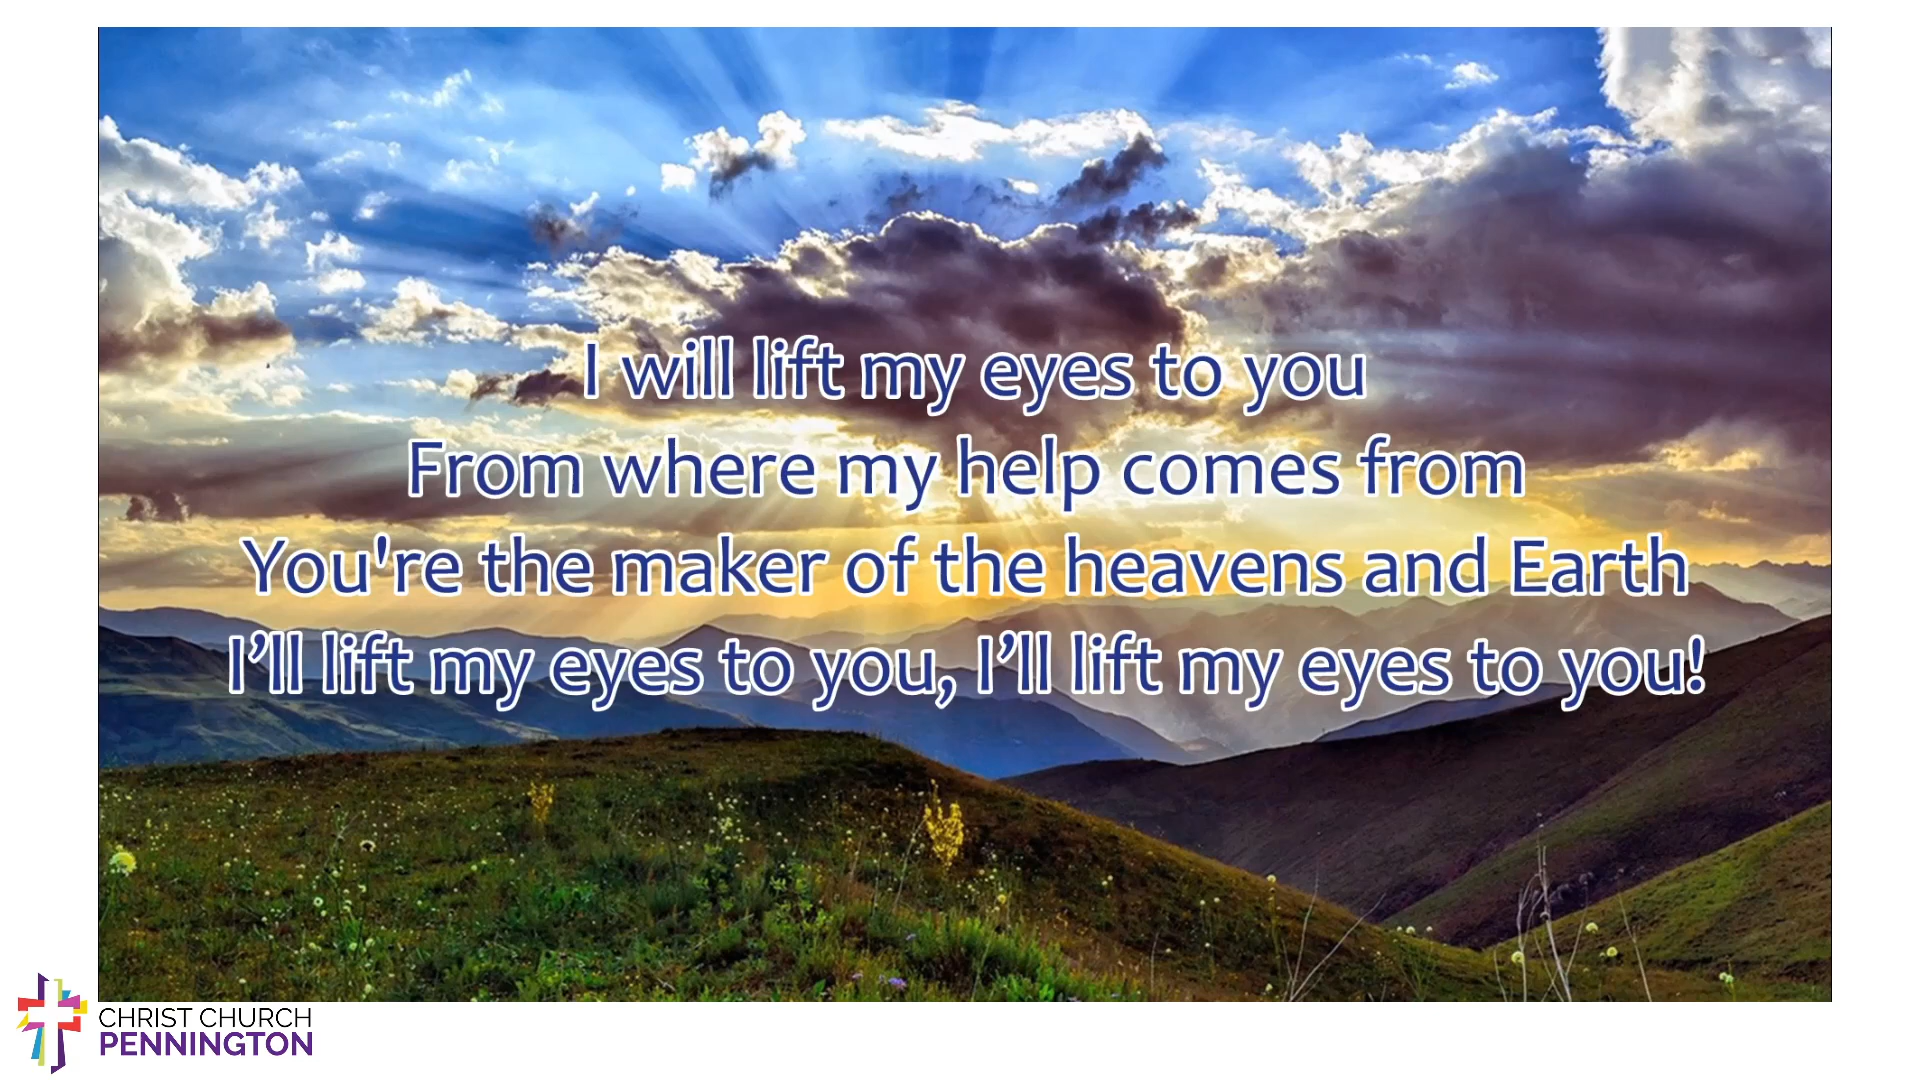 I will lift my eyes to you
From where my help comes from
You're the maker of the heavens and Earth
I’ll lift my eyes to you, I’ll lift my eyes to you!
CHRIST CHURCH
PENNINGTON